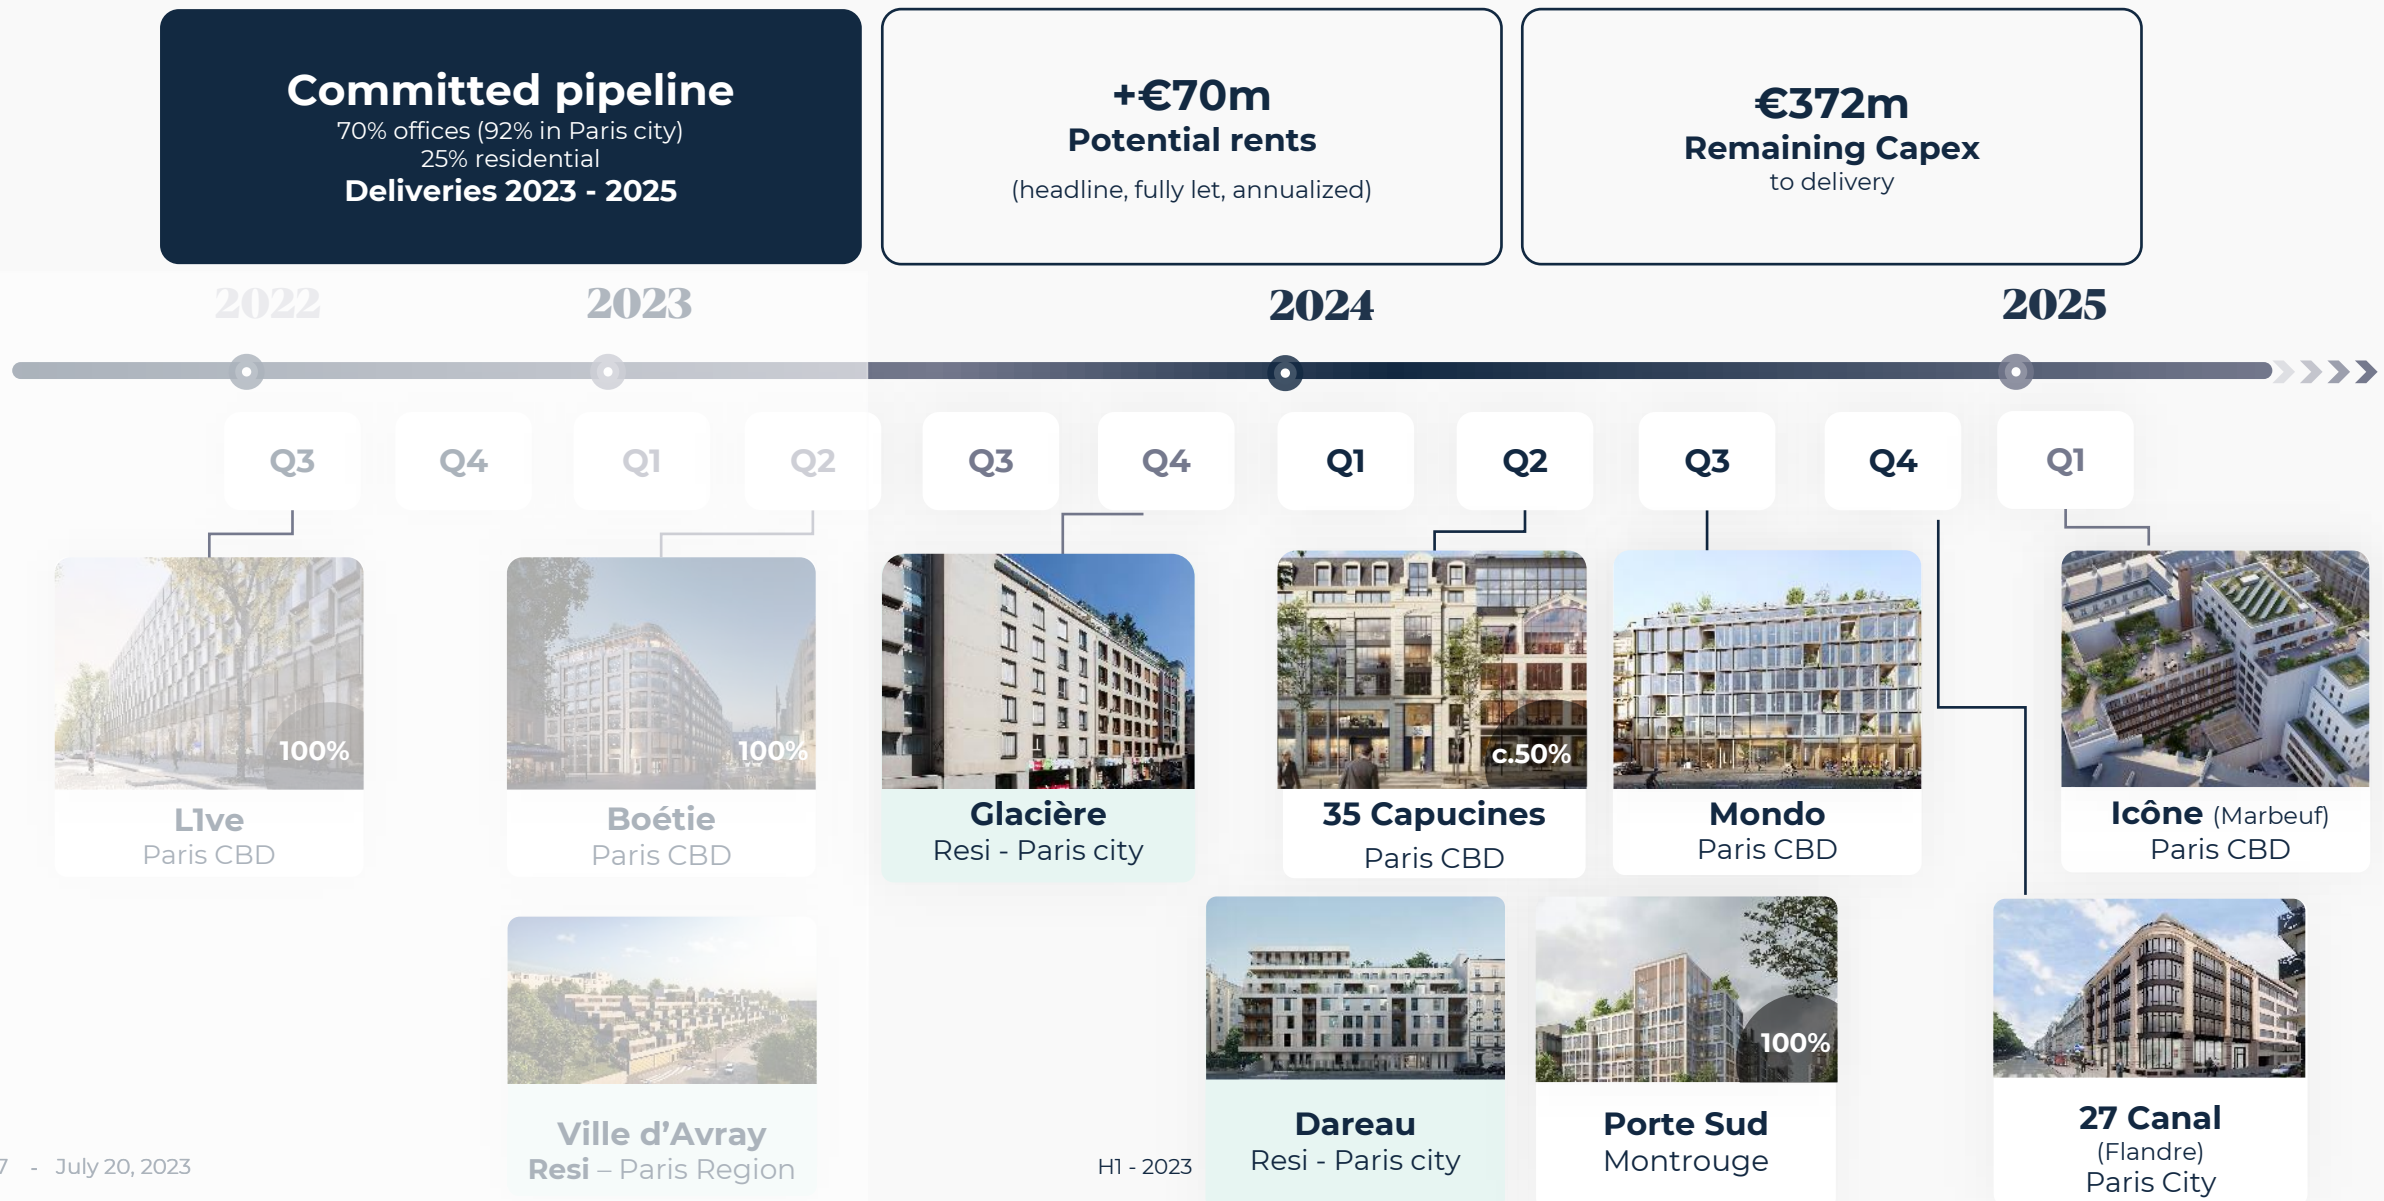 Committed pipeline
70% offices (92% in Paris city)
25% residential
Deliveries 2023 - 2025
+€70m
Potential rents
(headline, fully let, annualized)
€372m
Remaining Capex
to delivery
2022
2023
2024
2025
Q3
Q4
Q1
Q2
Q3
Q4
Q1
Q2
Q3
Q4
Q1
100%
L1ve
Paris CBD
100%
Boétie
Paris CBD
Glacière
Resi - Paris city
c.50%
35 Capucines
Paris CBD
Mondo
Paris CBD
Icône (Marbeuf)
Paris CBD
Ville d’Avray
Resi – Paris Region
Dareau
Resi - Paris city
100%
Porte Sud
Montrouge
27 Canal
(Flandre)
Paris City
7 - July 20, 2023
H1 - 2023